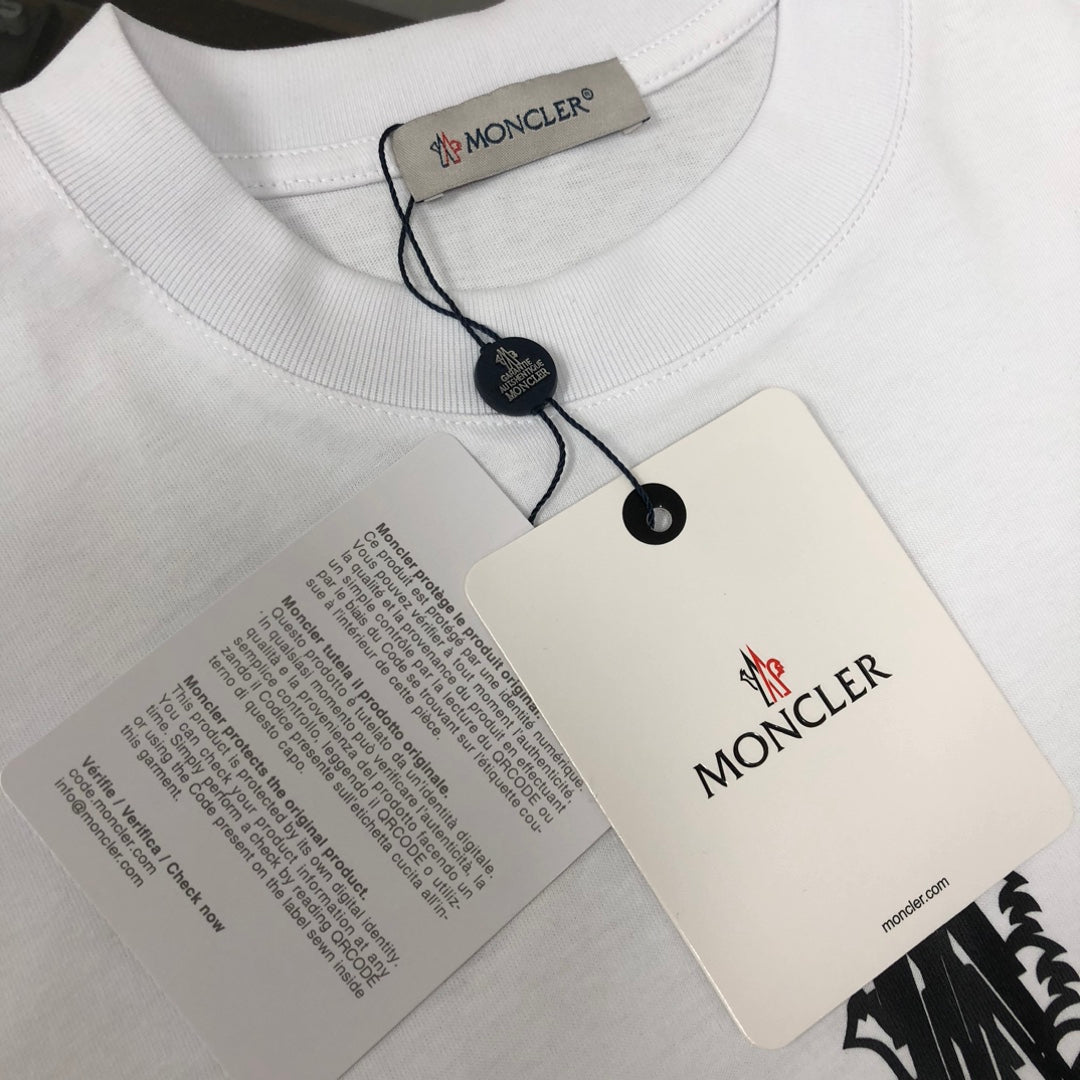 MONCLER®
GARANTIE
AUTSHENTIQUE
MONCLER
Moncler protège le produit original.
Ce produit est protégé par une identité numérique
Vous pouvez vérifier à tout moment l'authenticité,
la qualité et la provenance du produit en effectuant
un simple contrôle par la lecture du QRCODE ou
par le biais du Code se trouvant sur l'étiquette cou-
sue à l'intérieur de cette pièce.
Moncler tutela il prodotto originale.
Questo prodotto è tutelato da un'identità digitale.
In qualsiasi momento può verificare l'autenticità, la
qualità e la provenienza del prodotto facendo un
semplice controllo, leggendo il QRCODE o utiliz-
zando il Codice presente sull'etichetta cucita all'in-
terno di questo capo.
Moncler protects the original product.
This product is protected by its own digital identity.
You can check your product information at any
time. Simply perform a check by reading QRCODE
or using the Code present on the label sewn inside
this garment.
Vérifie / Verifica / Check now
code.moncler.com
info@moncler.com
MONCLER
moncler.com